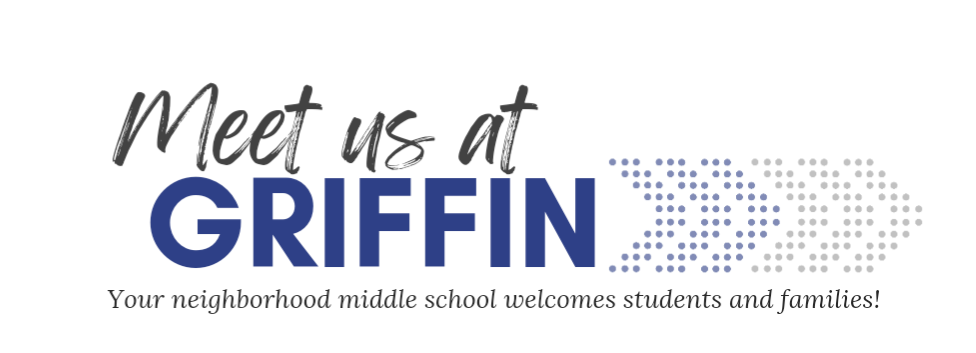 Meet us at
GRIFFIN
Your neighborhood middle school welcomes students and families!